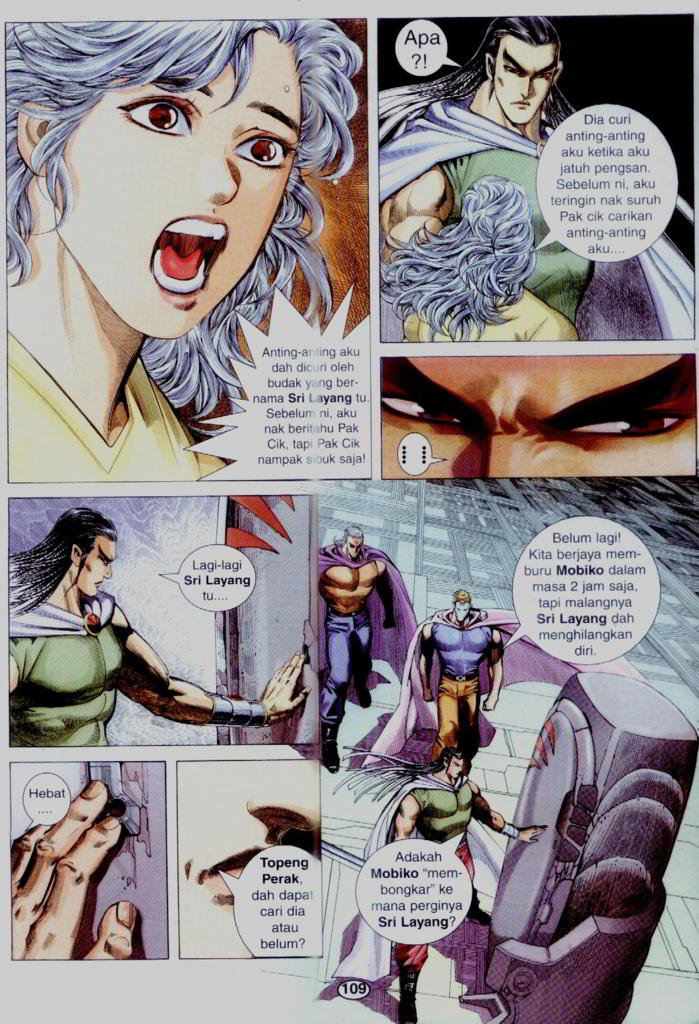 Anting-anting aku
dah dicuri oleh
budak yang ber-
nama Sri Layang tu.
Sebelum ni, aku
nak beritahu Pak
Cik, tapi Pak Cik
nampak sibuk saja!
Apa
?!
Dia curi
anting-anting
aku ketika aku
jatuh pengsan.
Sebelum ni, aku
teringin nak suruh
Pak cik carikan
anting-anting
aku....
Lagi-lagi
Sri Layang
tu....
Belum lagi!
Kita berjaya mem-
buru Mobiko dalam
masa 2 jam saja,
tapi malangnya
Sri Layang dah
menghilangkan
diri.
Hebat
....
Topeng
Perak,
dah dapat
cari dia
atau
belum?
Adakah
Mobiko "mem-
bongkar" ke
mana perginya
Sri Layang?
109